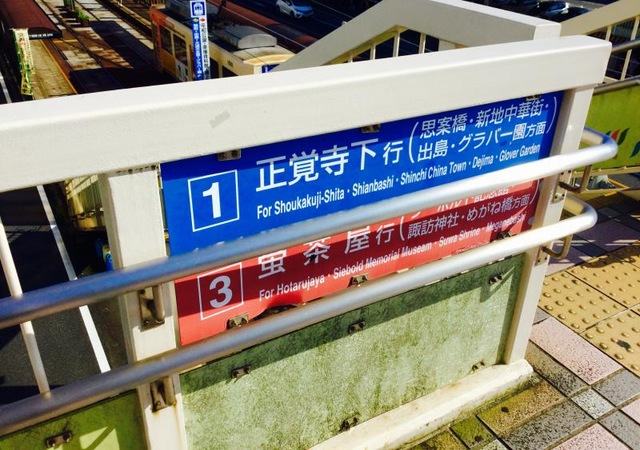 1 正覚寺下 行 (思案橋・新地中華街・
出島・グラバー園方面)
For Shoukakuji-Shita・Shianbashi・Shinchi China Town・Dejima・Glover Garden
3 蛍茶屋行
諏訪神社・めがね橋方面)
For Hotarujaya・Siebold Memorial Museam・Suwa Shrine・Meganebashi